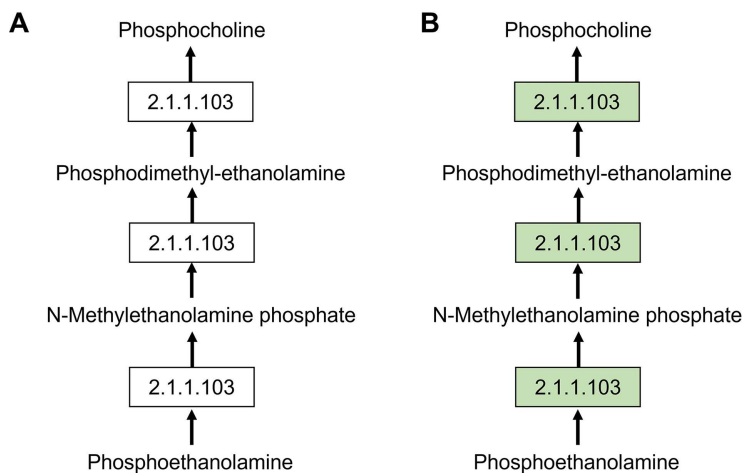 A
Phosphocholine
2.1.1.103
Phosphodimethyl-ethanolamine
2.1.1.103
N-Methylethanolamine phosphate
2.1.1.103
Phosphoethanolamine
B
Phosphocholine
2.1.1.103
Phosphodimethyl-ethanolamine
2.1.1.103
N-Methylethanolamine phosphate
2.1.1.103
Phosphoethanolamine